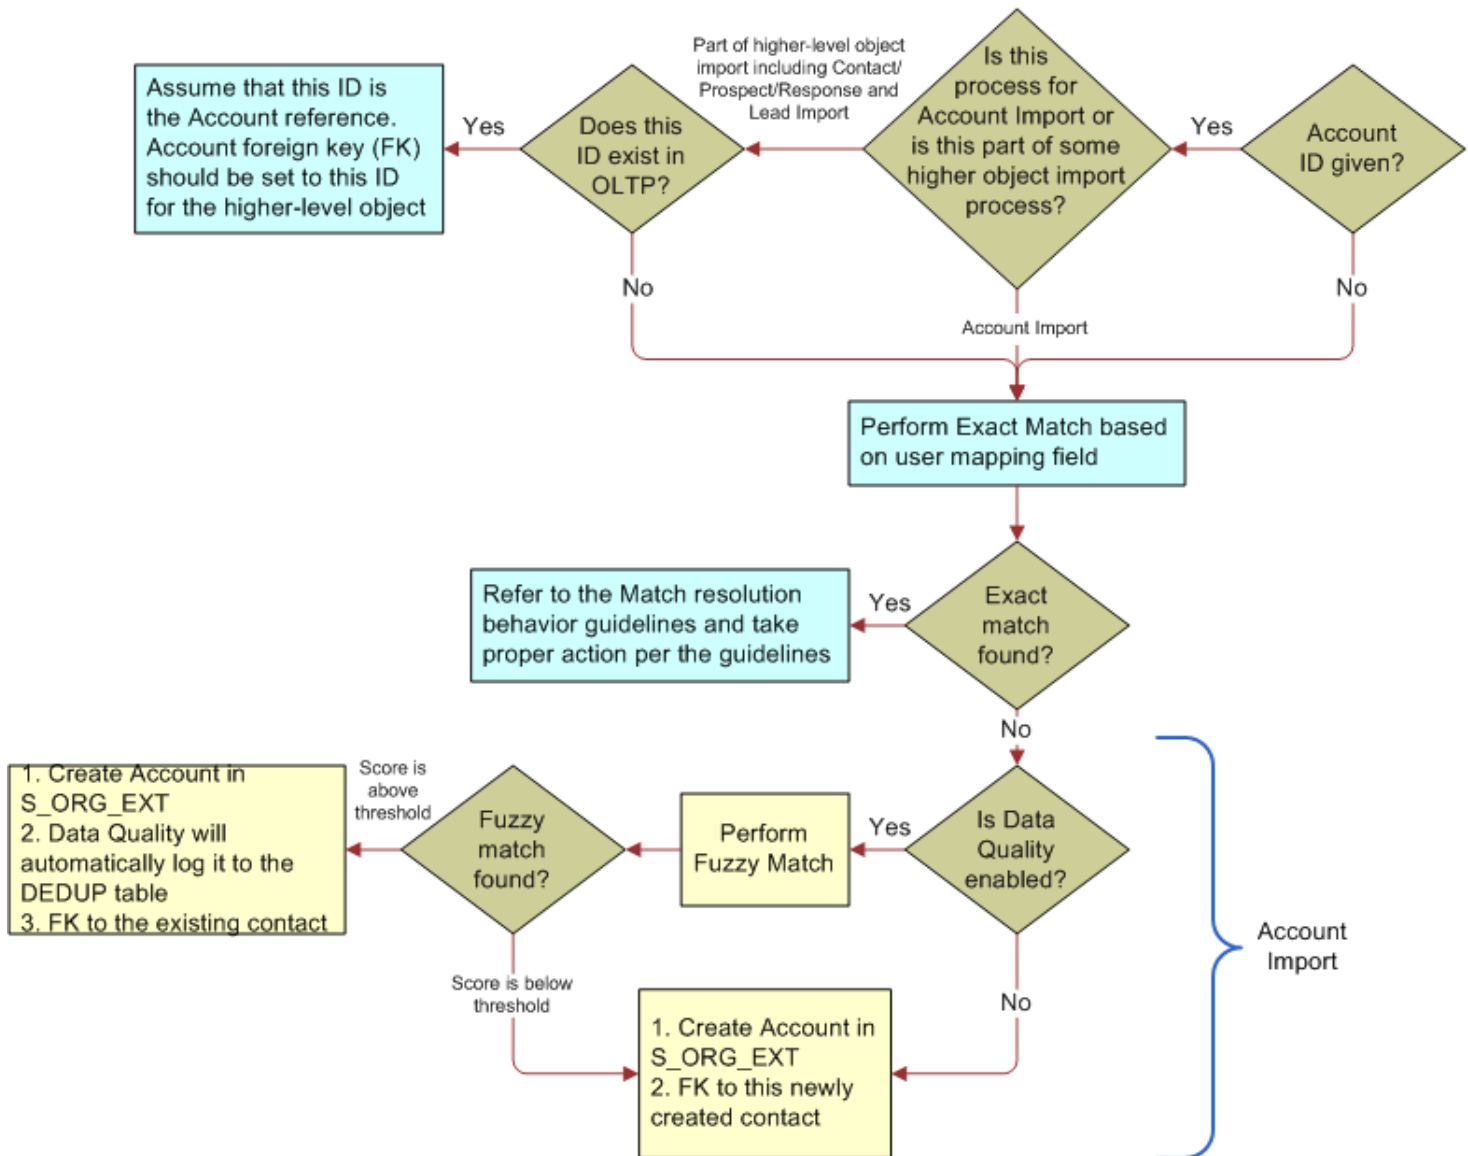 Part of higher-level object
import including Contact/
Prospect/Response and
Lead Import
Is this
process for
Account Import or
is this part of some
higher object import
process?
Assume that this ID is
the Account reference.
Account foreign key (FK)
should be set to this ID
for the higher-level object
Yes
Does this
ID exist in
OLTP?
Yes
Account
ID given?
No
Account Import
No
Perform Exact Match based
on user mapping field
Refer to the Match resolution
behavior guidelines and take
proper action per the guidelines
Yes
Exact
match
found?
No
1. Create Account in
S_ORG_EXT
2. Data Quality will
automatically log it to the
DEDUP table
3. FK to the existing contact
Score is
above
threshold
Fuzzy
match
found?
Perform
Fuzzy Match
Yes
Is Data
Quality
enabled?
Account
Import
Score is below
threshold
No
1. Create Account in
S_ORG_EXT
2. FK to this newly
created contact